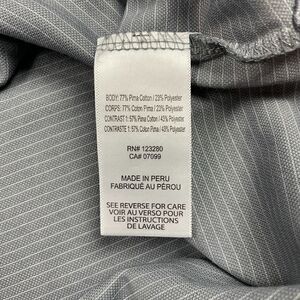 BODY: 77% Pima Cotton / 23% Polyester
CORPS: 77% Coton Pima / 23% Polyester
CONTRAST 1: 57% Pima Cotton / 43% Polyester
CONTRASTE 1: 57% Coton Pima / 43% Polyester
RN# 123280
CA# 07099
MADE IN PERU
FABRIQUÉ AU PÉROU
SEE REVERSE FOR CARE
VOIR AU VERSO POUR
LES INSTRUCTIONS
DE LAVAGE